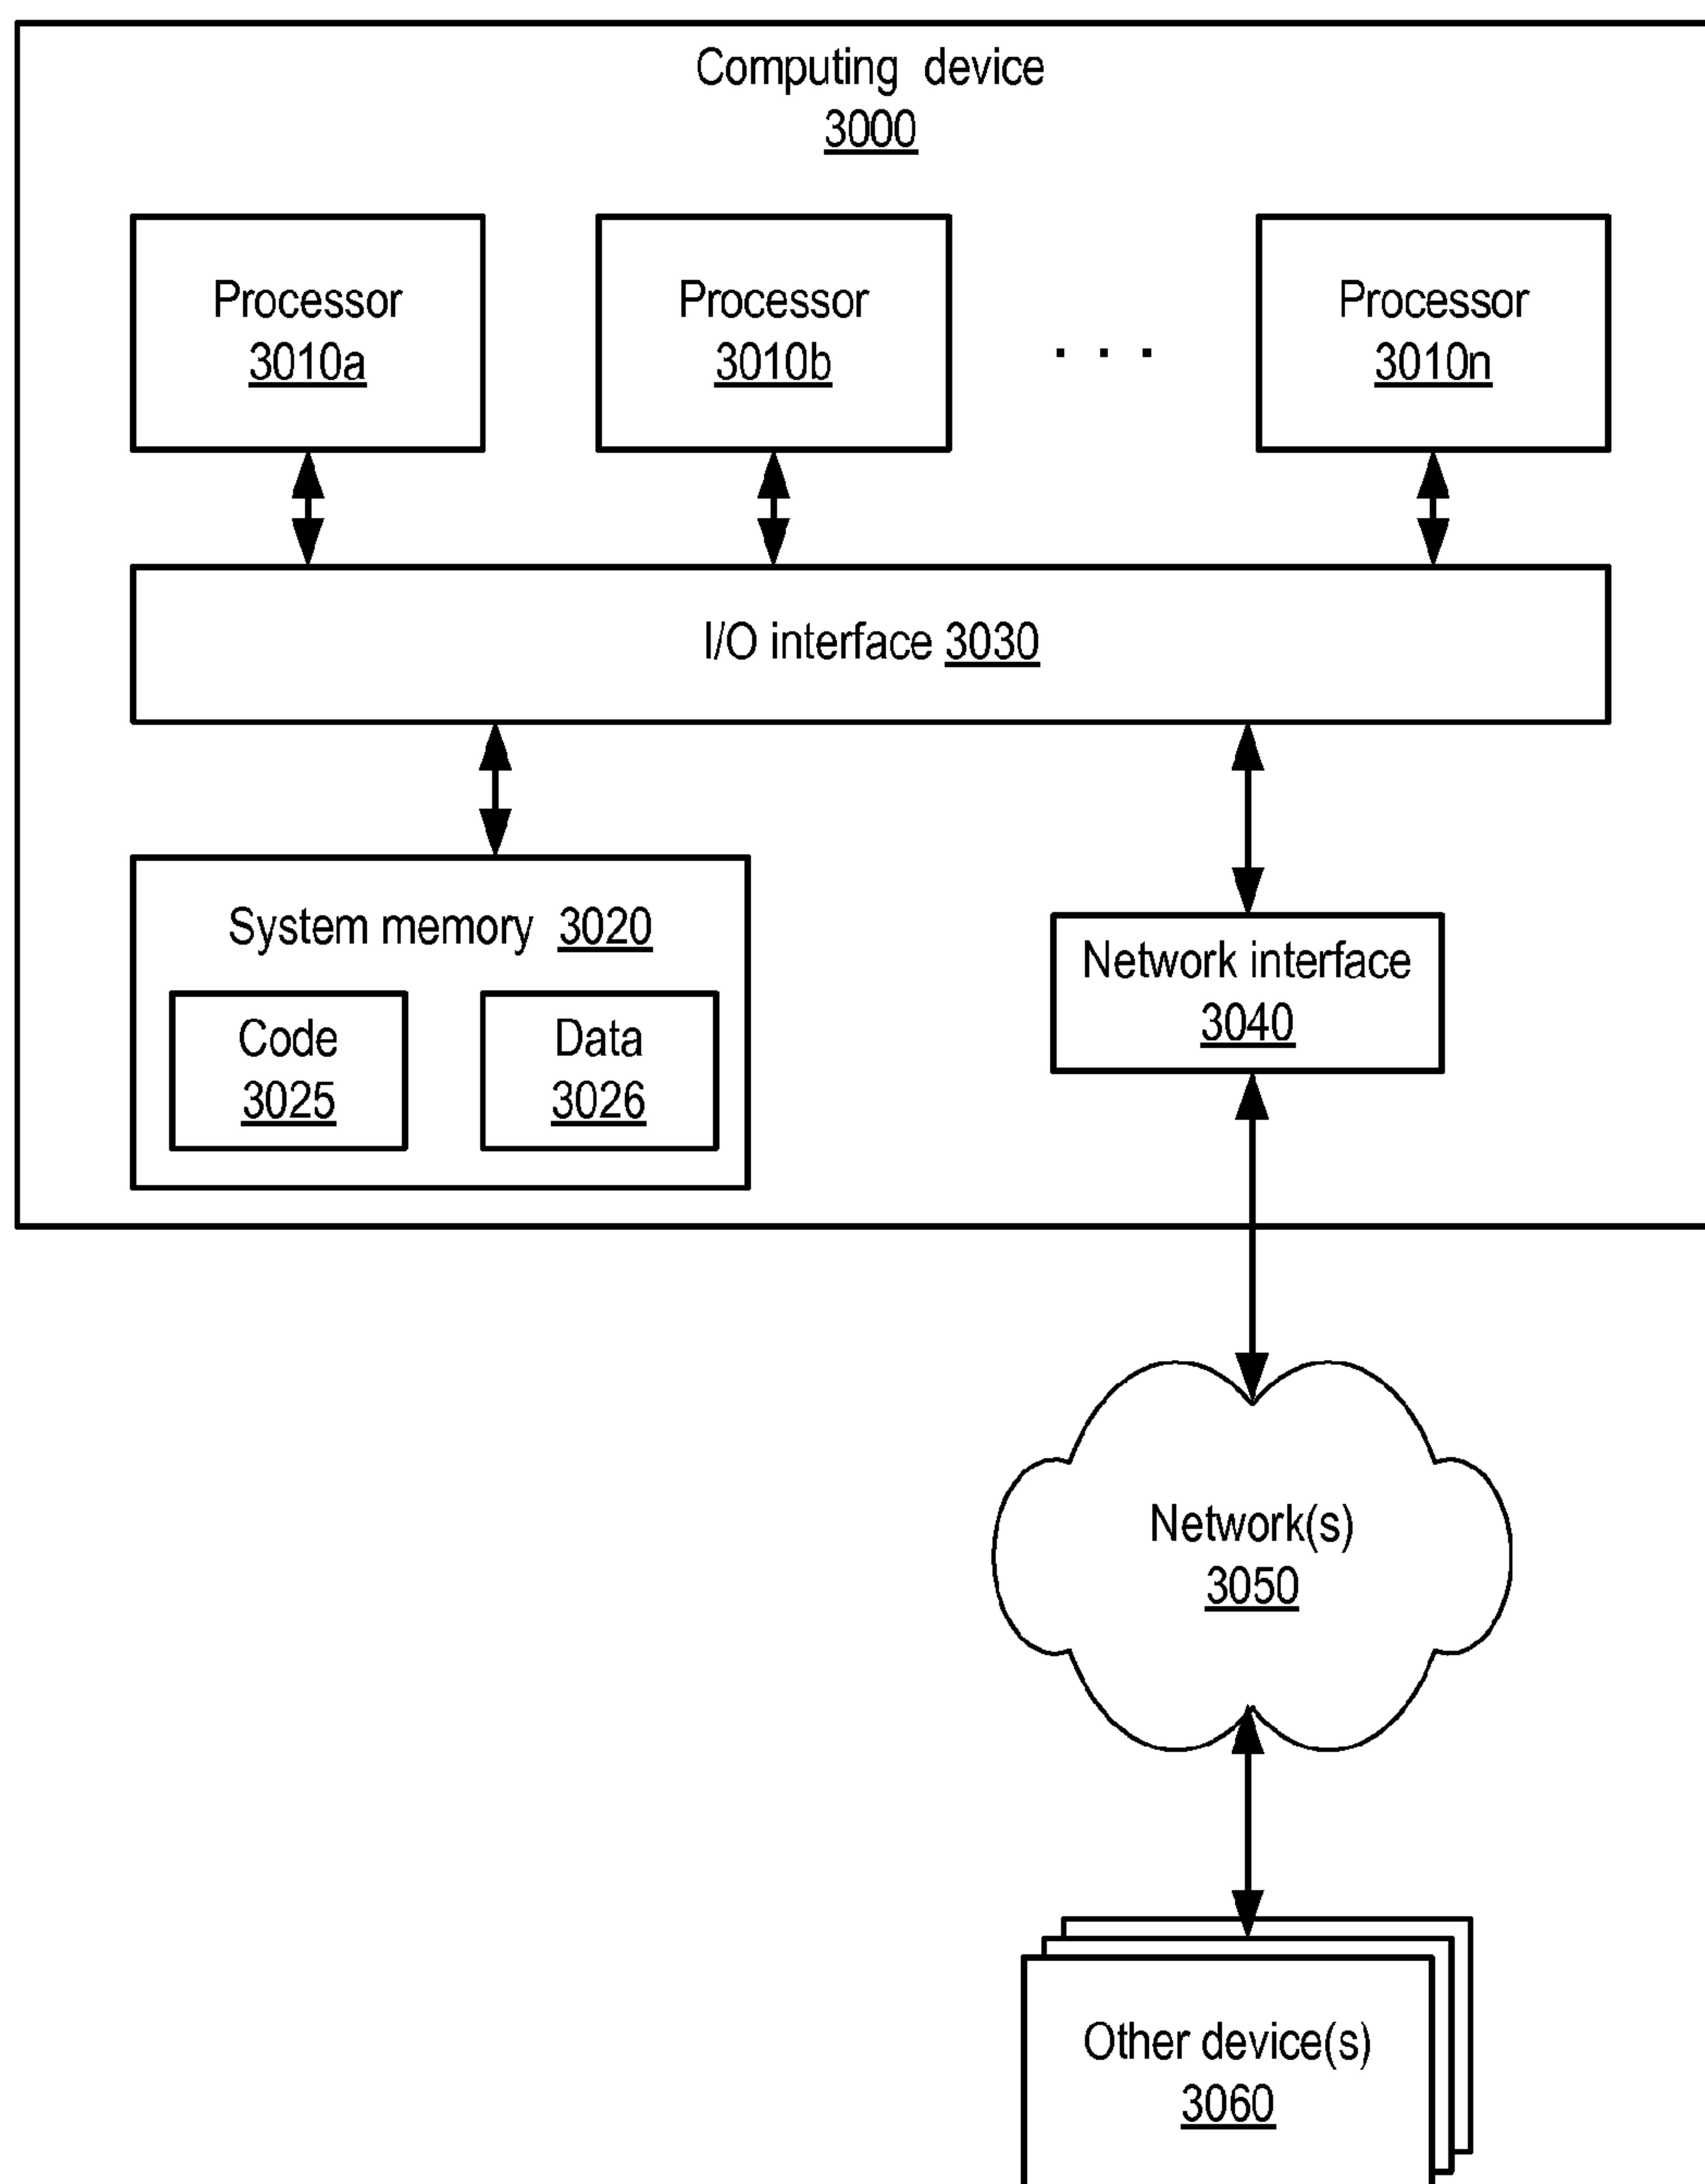 Computing device
3000
Processor
3010a
Processor
3010b
. . .
Processor
3010n
I/O interface 3030
System memory 3020
Code
3025
Data
3026
Network interface
3040
Network(s)
3050
Other device(s)
3060